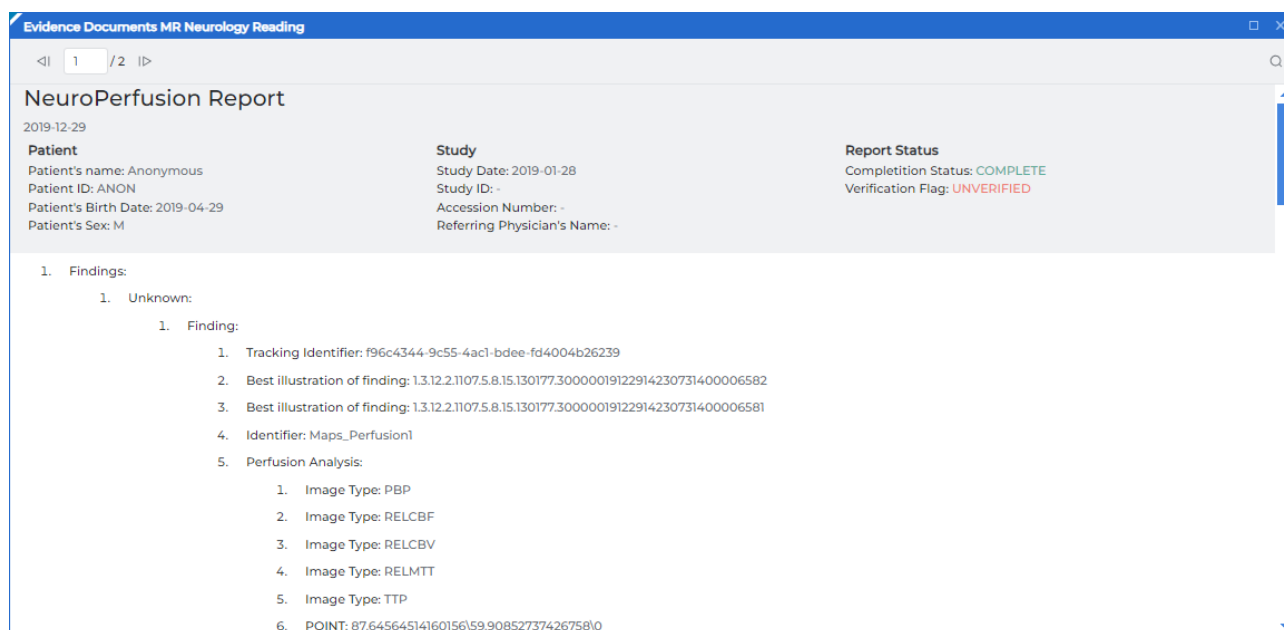 Evidence Documents MR Neurology Reading
1 / 2
NeuroPerfusion Report
2019-12-29
Patient Study Report Status
Patient's name: Anonymous Study Date: 2019-01-28 Completition Status: COMPLETE
Patient ID: ANON Study ID: - Verification Flag: UNVERIFIED
Patient's Birth Date: 2019-04-29 Accession Number: -
Patient's Sex: M Referring Physician's Name: -
1. Findings:
1. Unknown:
1. Finding:
1. Tracking Identifier: f96c4344-9c55-4ac1-bdee-fd4004b26239
2. Best illustration of finding: 1.3.12.2.1107.5.8.15.130177.30000019122914230731400006582
3. Best illustration of finding: 1.3.12.2.1107.5.8.15.130177.30000019122914230731400006581
4. Identifier: Maps_Perfusion1
5. Perfusion Analysis:
1. Image Type: PBP
2. Image Type: RELCBF
3. Image Type: RELCBV
4. Image Type: RELMTT
5. Image Type: TTP
6. POINT: 87.64564514160156\59.90852737426758\0